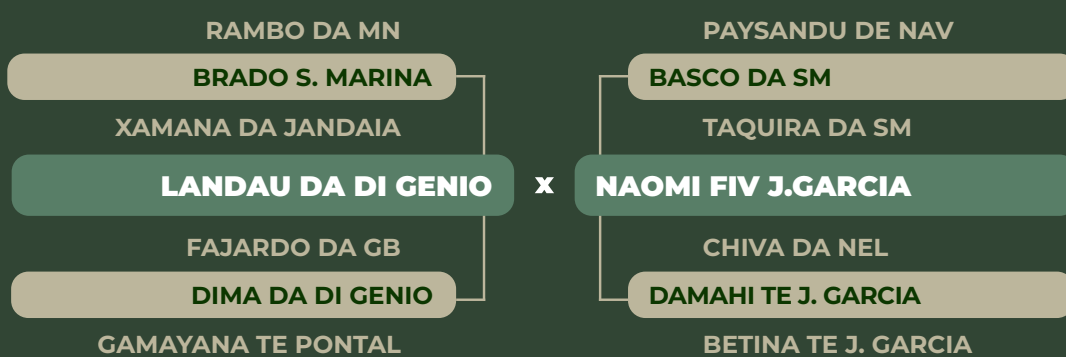 RAMBO DA MN
BRADO S. MARINA
XAMANA DA JANDAIA
LANDAU DA DI GENIO
FAJARDO DA GB
DIMA DA DI GENIO
GAMAYANA TE PONTAL
x
PAYSANDU DE NAV
BASCO DA SM
TAQUIRA DA SM
NAOMI FIV J.GARCIA
CHIVA DA NEL
DAMAHI TE J. GARCIA
BETINA TE J. GARCIA